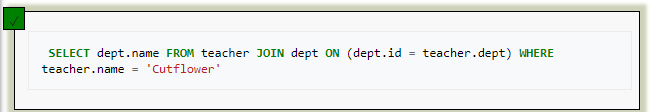 SELECT dept.name FROM teacher JOIN dept ON (dept.id = teacher.dept) WHERE
teacher.name = 'Cutflower'